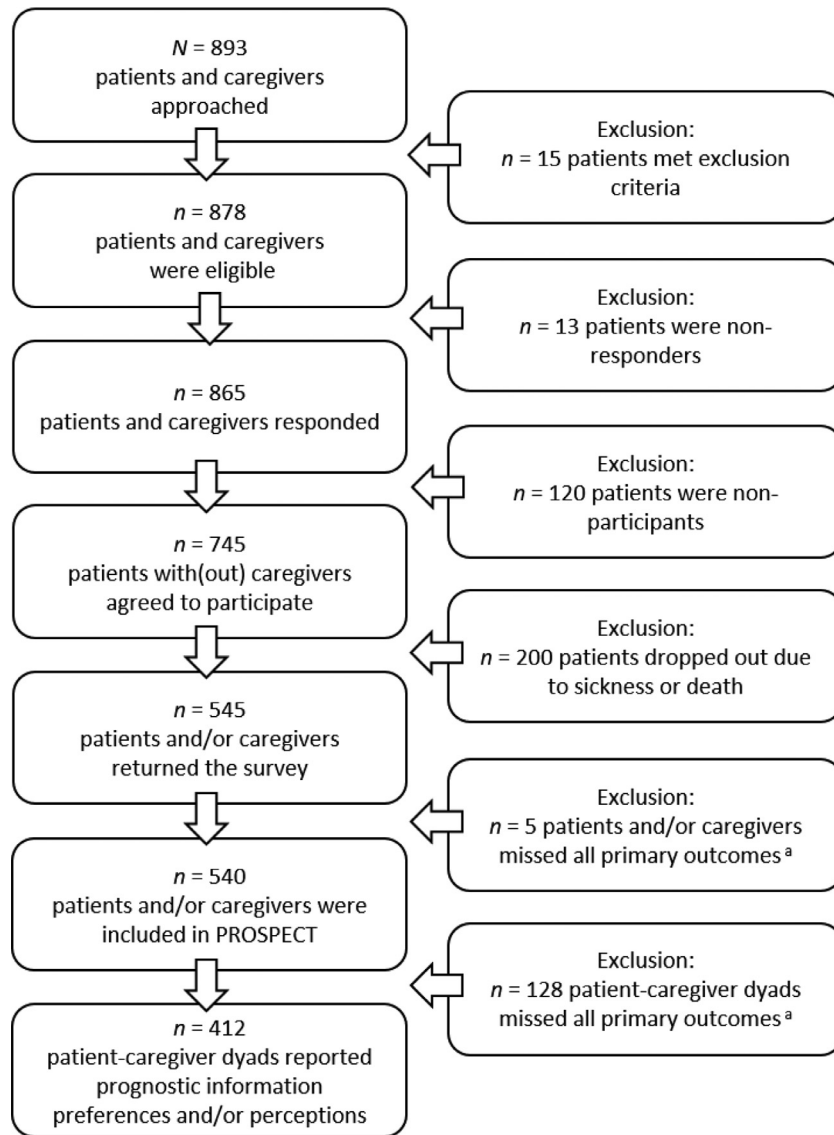 N = 893
patients and caregivers
approached
Exclusion:
n = 15 patients met exclusion
criteria
n = 878
patients and caregivers
were eligible
Exclusion:
n = 13 patients were non-
responders
n = 865
patients and caregivers responded
Exclusion:
n = 120 patients were non-
participants
n = 745
patients with(out) caregivers
agreed to participate
Exclusion:
n = 200 patients dropped out due
to sickness or death
n = 545
patients and/or caregivers
returned the survey
Exclusion:
n = 5 patients and/or caregivers
missed all primary outcomes a
n = 540
patients and/or caregivers were
included in PROSPECT
Exclusion:
n = 128 patient-caregiver dyads
missed all primary outcomes a
n = 412
patient-caregiver dyads reported
prognostic information
preferences and/or perceptions